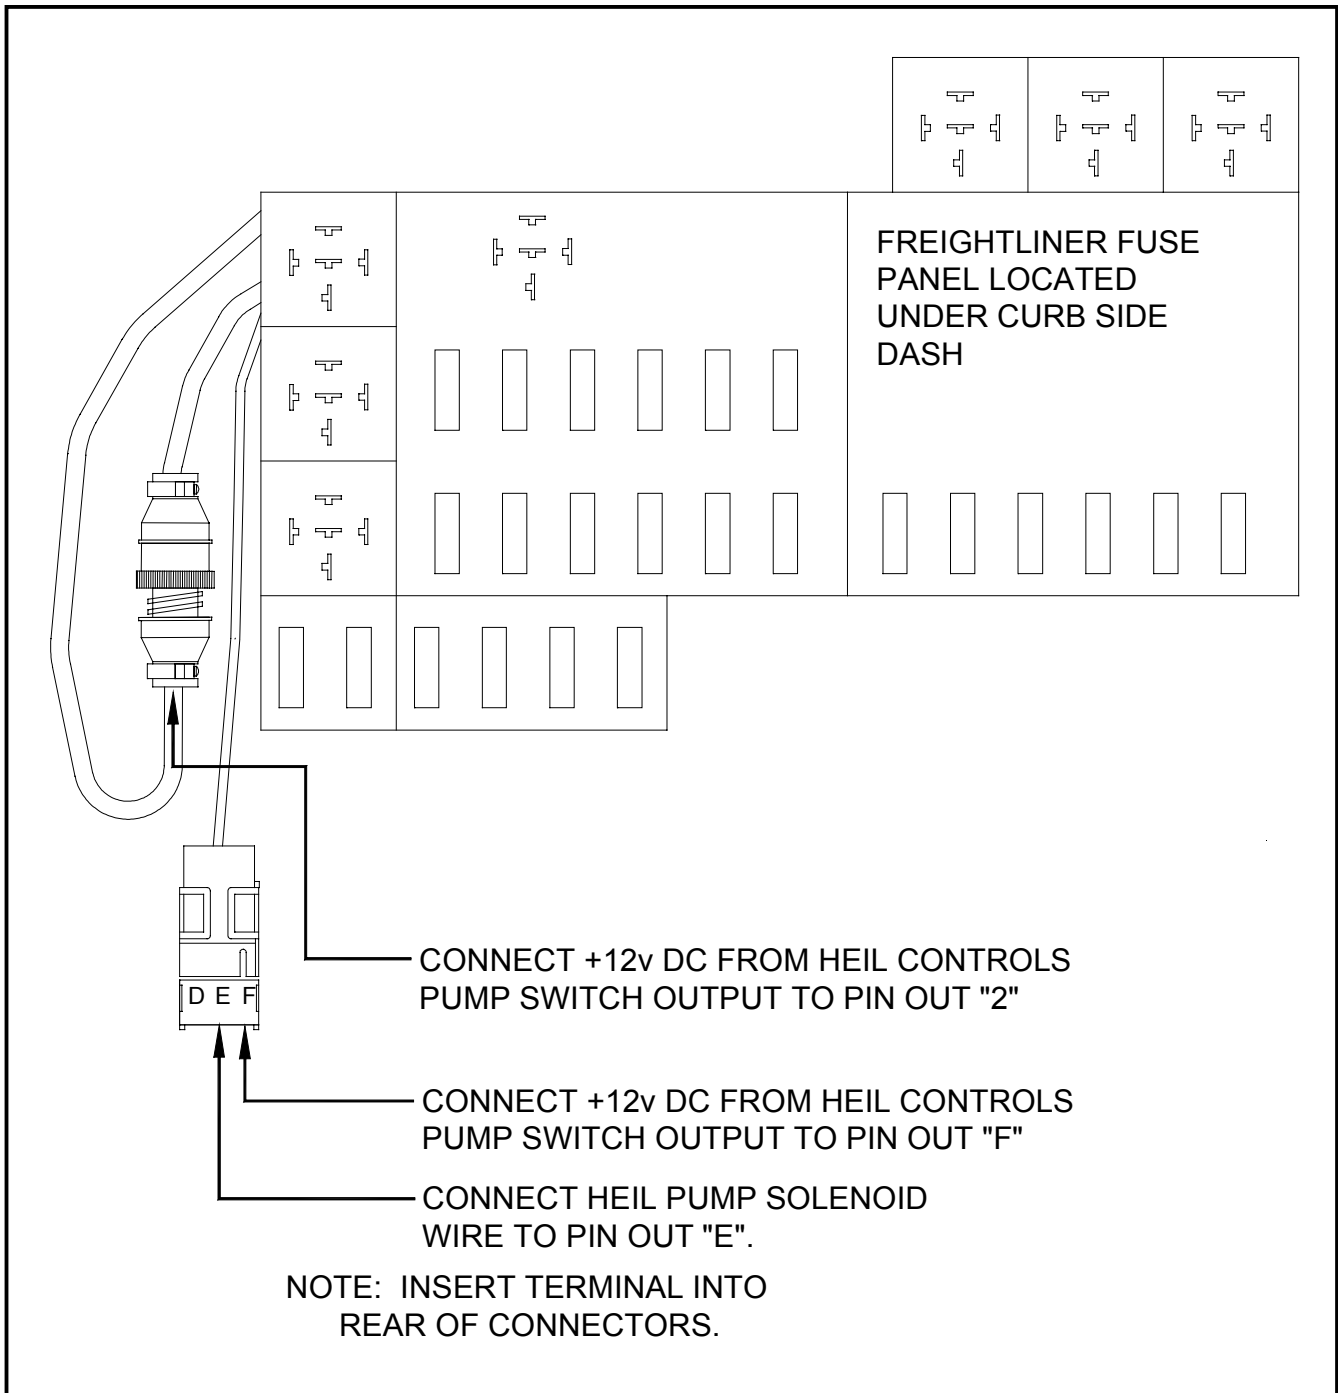 FREIGHTLINER FUSE
PANEL LOCATED
UNDER CURB SIDE
DASH
D E F
CONNECT +12v DC FROM HEIL CONTROLS
PUMP SWITCH OUTPUT TO PIN OUT "2"
CONNECT +12v DC FROM HEIL CONTROLS
PUMP SWITCH OUTPUT TO PIN OUT "F"
CONNECT HEIL PUMP SOLENOID
WIRE TO PIN OUT "E".
NOTE: INSERT TERMINAL INTO
REAR OF CONNECTORS.